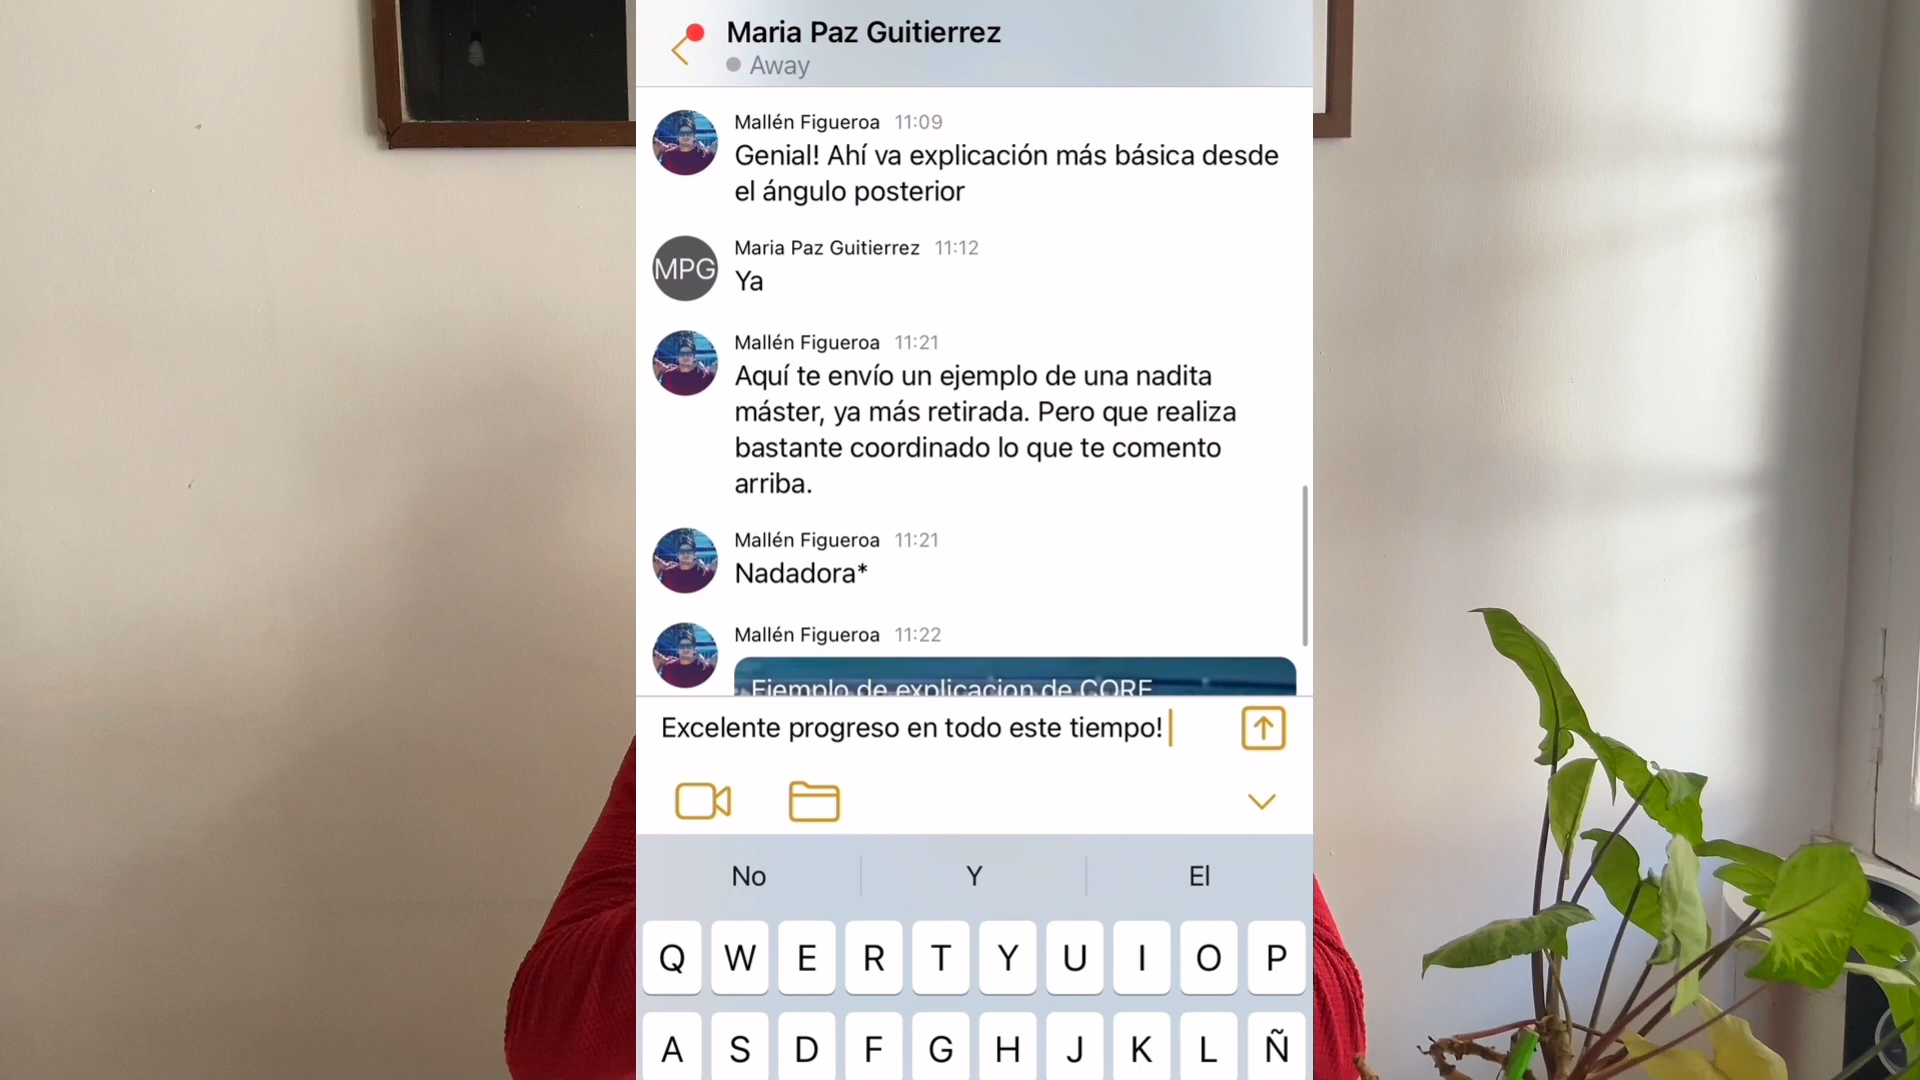 Maria Paz Guitierrez
Away
Mallén Figueroa 11:09
Genial! Ahí va explicación más básica desde
el ángulo posterior
MPG
Maria Paz Guitierrez 11:12
Ya
Mallén Figueroa 11:21
Aquí te envío un ejemplo de una nadita
máster, ya más retirada. Pero que realiza
bastante coordinado lo que te comento
arriba.
Mallén Figueroa 11:21
Nadadora*
Mallén Figueroa 11:22
Ejemplo de explicacion de CORE
Excelente progreso en todo este tiempo!
No Y El
Q W E R T Y U I O P
A S D F G H J K L Ñ